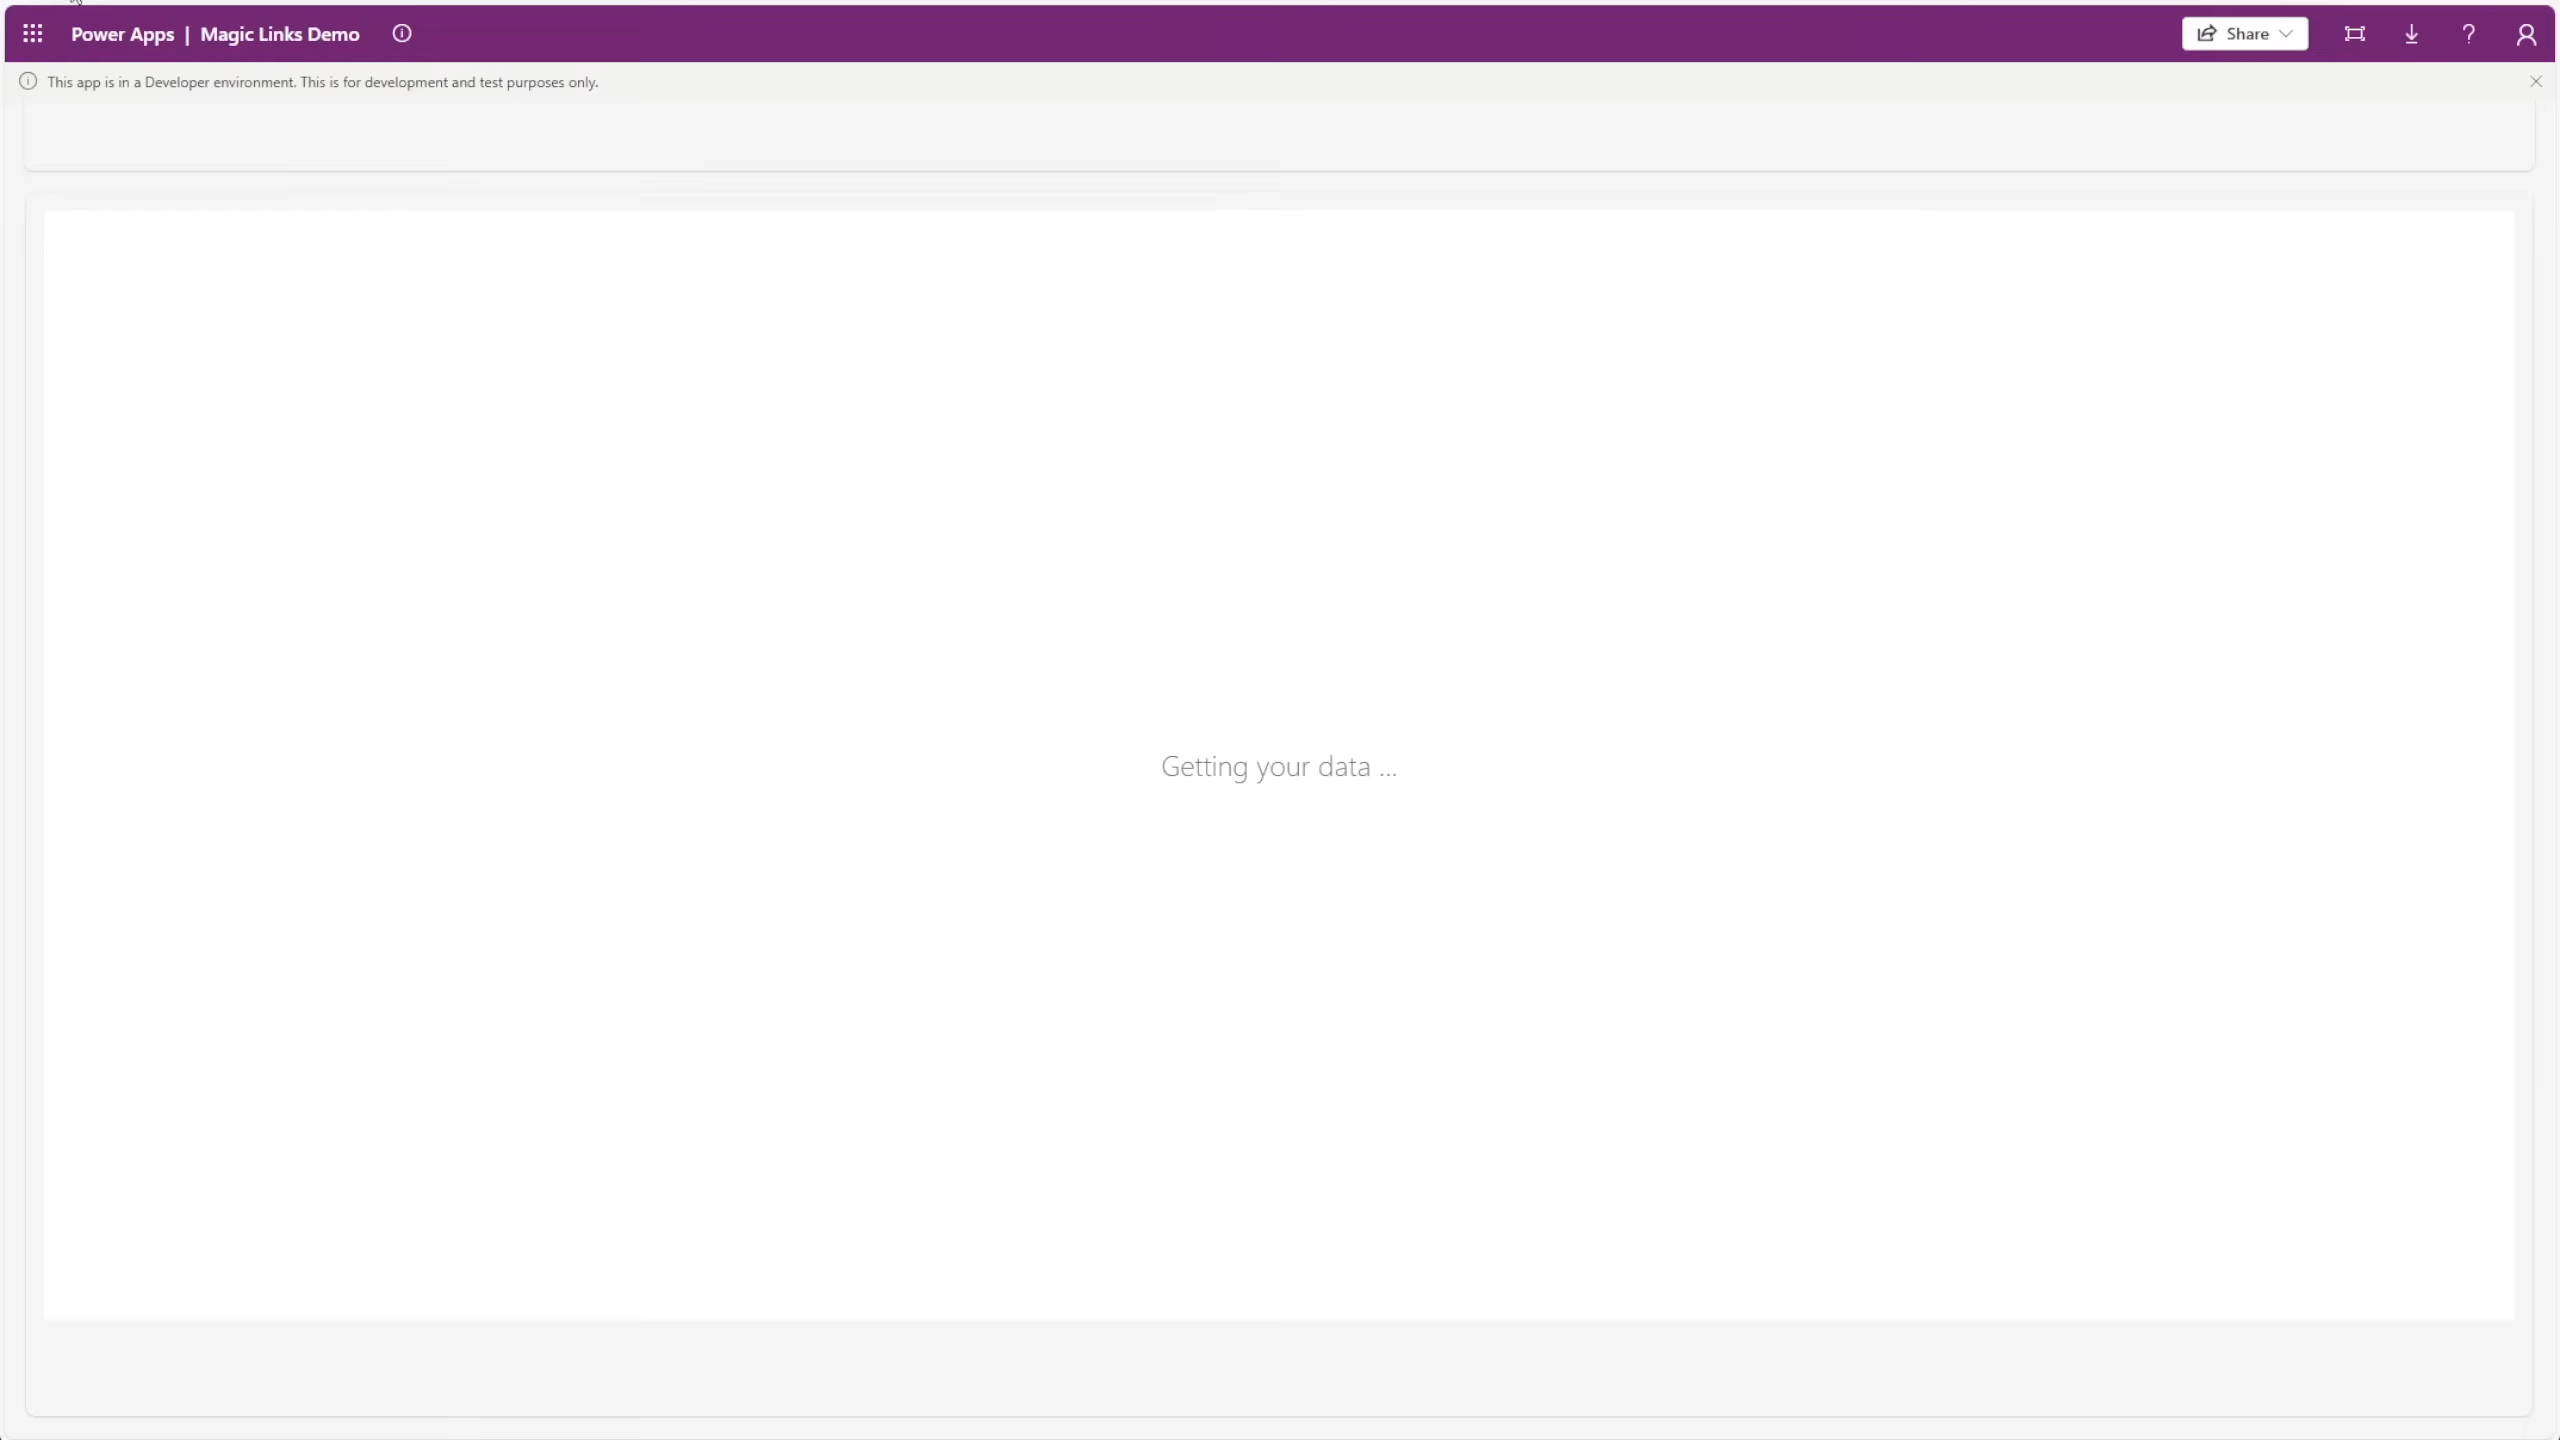 Power Apps | Magic Links Demo
Share
This app is in a Developer environment. This is for development and test purposes only.
Getting your data ...